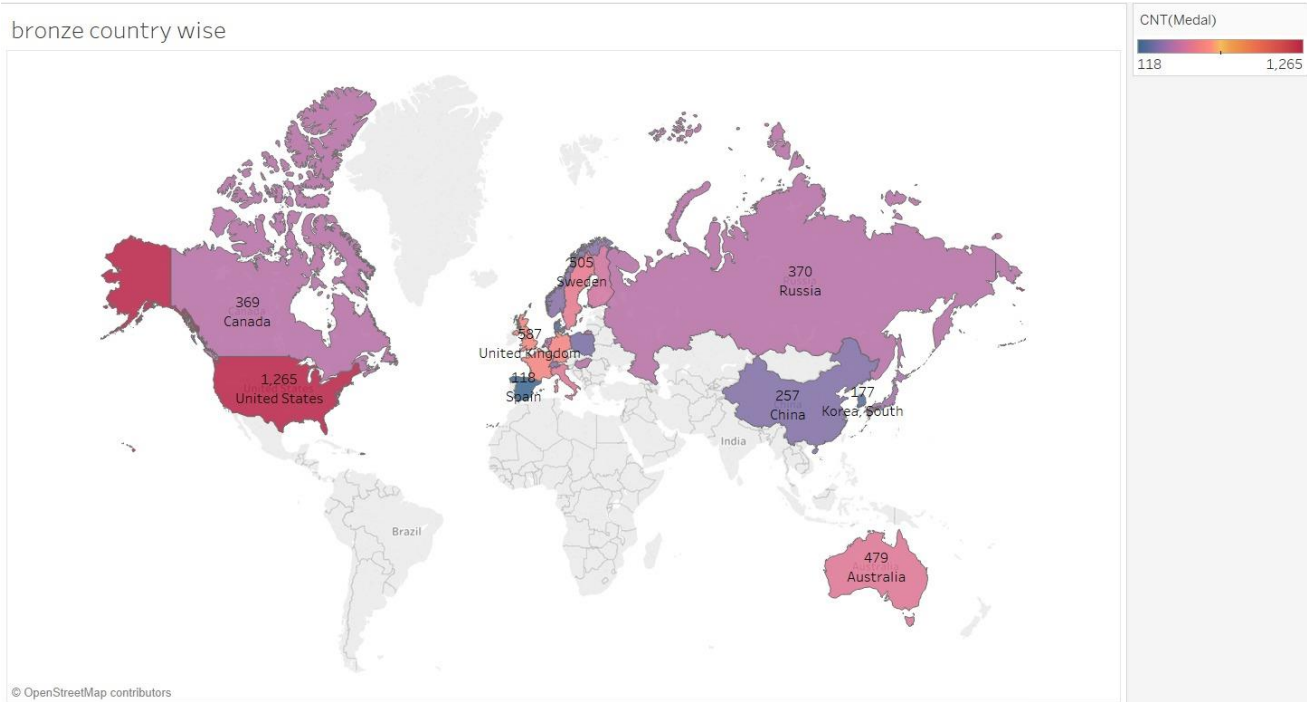 bronze country wise
CNT(Medal)
118
1,265
505
Sweden
370
Russia
369
Canada
587
United Kingdom
1,265
United States
118
Spain
257
China
177
Korea, South
India
Brazil
479
Australia
© OpenStreetMap contributors